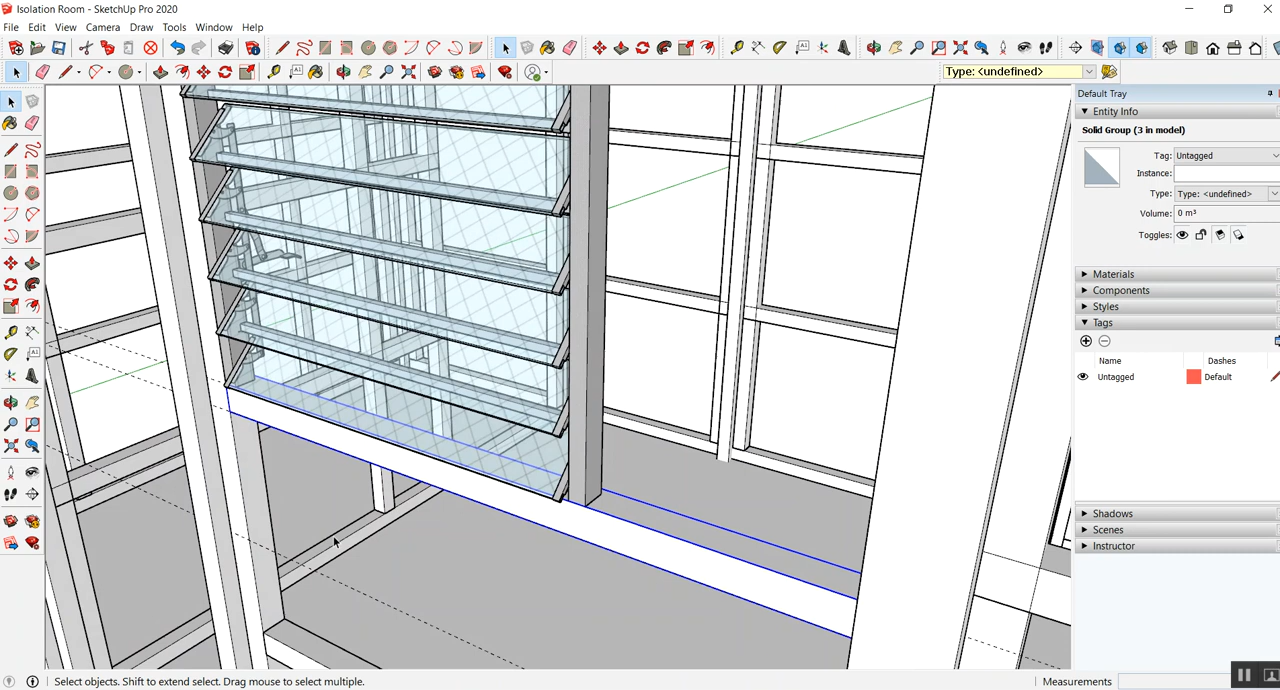 Isolation Room - SketchUp Pro 2020
File Edit View Camera Draw Tools Window Help
Type: <undefined>
Default Tray
Entity Info
Solid Group (3 in model)
Tag: Untagged
Instance:
Type: Type: <undefined>
Volume: 0 m³
Toggles:
Materials
Components
Styles
Tags
Name Dashes
Untagged Default
Shadows
Scenes
Instructor
Select objects. Shift to extend select. Drag mouse to select multiple. Measurements